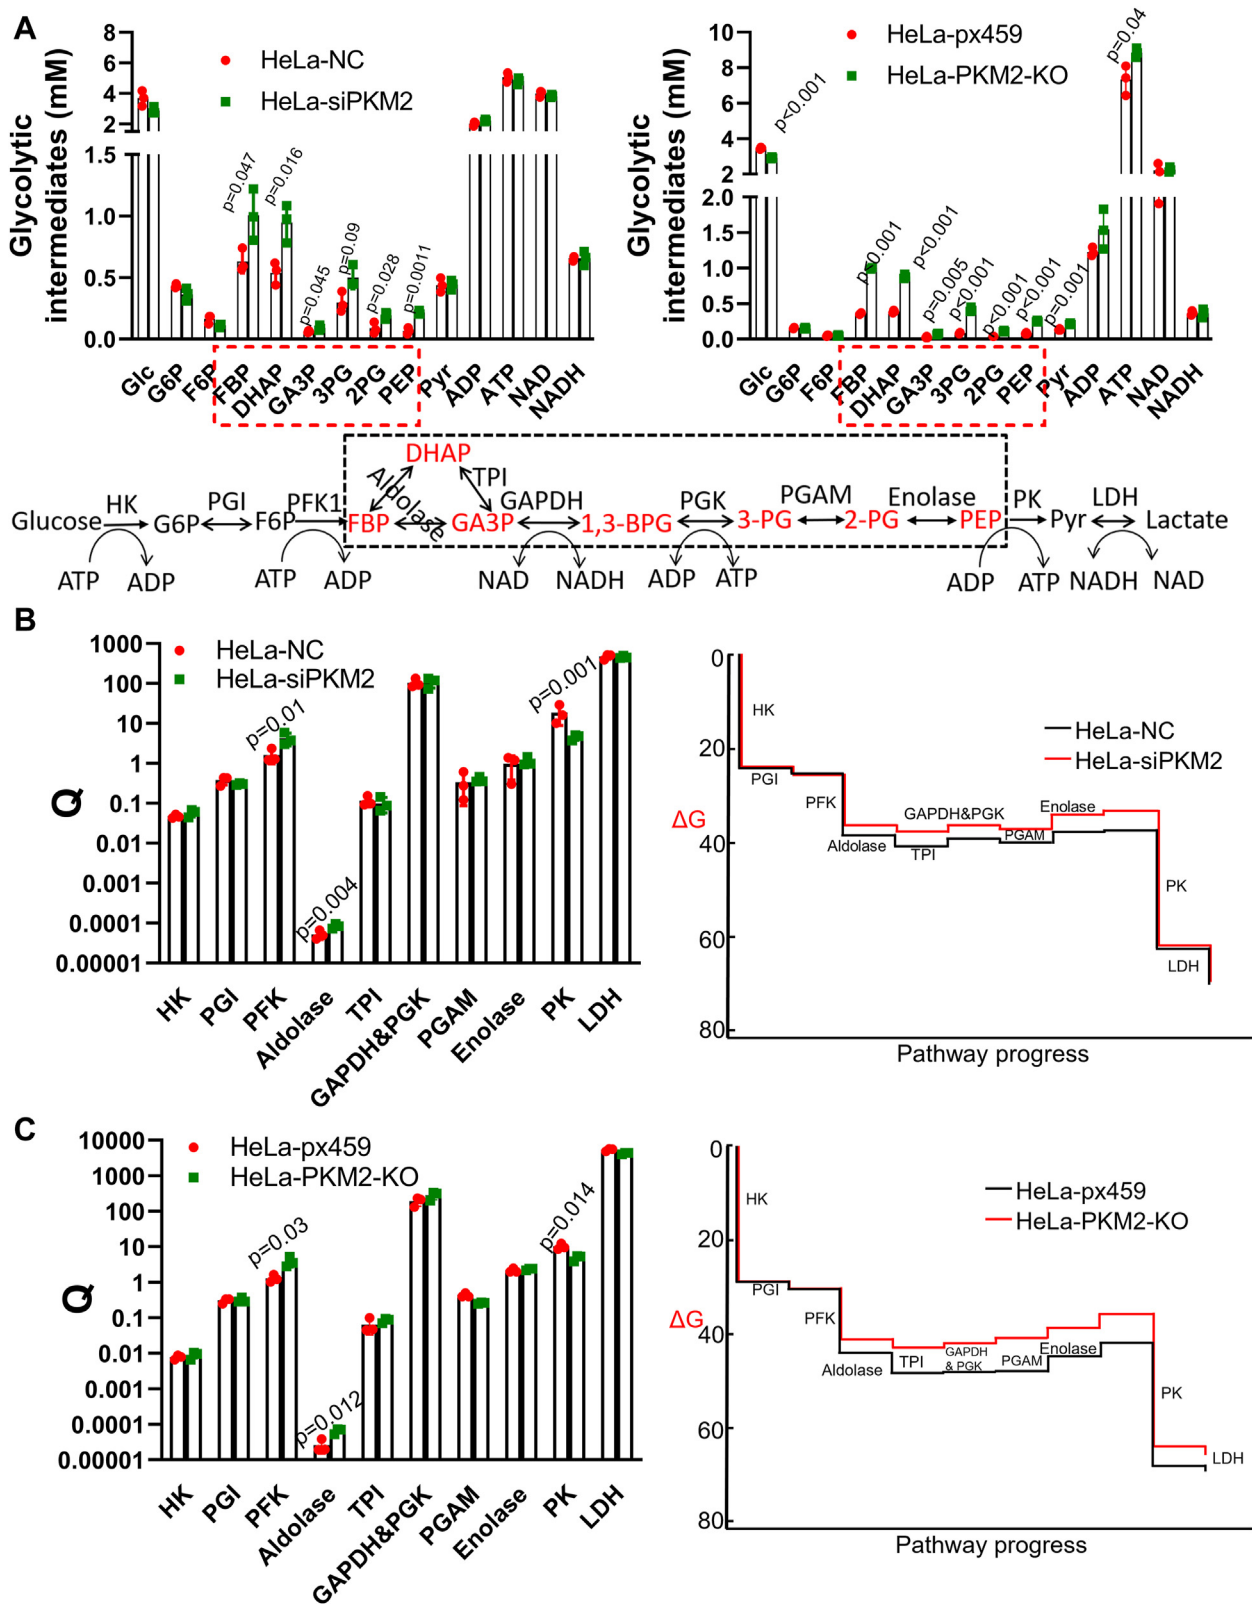 A
Glycolytic
intermediates (mM)
HeLa-NC
HeLa-siPKM2
8
6
4
2
1.5
1.0
0.5
0.0
p=0.047
p=0.016
p=0.045
p=0.09
p=0.028
p=0.0011
Glc
G6P
F6P
FBP
DHAP
GA3P
3PG
2PG
PEP
Pyr
ADP
ATP
NAD
NADH
Glycolytic
intermediates (mM)
HeLa-px459
HeLa-PKM2-KO
10
8
6
4
2
2.0
1.5
1.0
0.5
0.0
p<0.001
p<0.001
p<0.001
p=0.005
p<0.001
p<0.001
p<0.001
p=0.001
p=0.04
Glc
G6P
F6P
FBP
DHAP
GA3P
3PG
2PG
PEP
Pyr
ADP
ATP
NAD
NADH
DHAP
Aldolase
TPI
HK
PGI
PFK1
GAPDH
PGK
PGAM
Enolase
PK
LDH
Glucose
G6P
F6P
FBP
GA3P
1,3-BPG
3-PG
2-PG
PEP
Pyr
Lactate
ATP
ADP
ATP
ADP
NAD
NADH
ADP
ATP
ADP
ATP
NADH
NAD
B
Q
HeLa-NC
HeLa-siPKM2
1000
100
10
1
0.1
0.01
0.001
0.0001
0.00001
p=0.01
p=0.004
p=0.001
HK
PGI
PFK
Aldolase
TPI
GAPDH&PGK
PGAM
Enolase
PK
LDH
ΔG
0
20
40
60
80
HeLa-NC
HeLa-siPKM2
HK
PGI
PFK
Aldolase
TPI
GAPDH&PGK
PGAM
Enolase
PK
LDH
Pathway progress
C
Q
HeLa-px459
HeLa-PKM2-KO
10000
1000
100
10
1
0.1
0.01
0.001
0.0001
0.00001
p=0.03
p=0.012
p=0.014
HK
PGI
PFK
Aldolase
TPI
GAPDH&PGK
PGAM
Enolase
PK
LDH
ΔG
0
20
40
60
80
HeLa-px459
HeLa-PKM2-KO
HK
PGI
PFK
Aldolase
TPI
GAPDH
& PGK
PGAM
Enolase
PK
LDH
Pathway progress